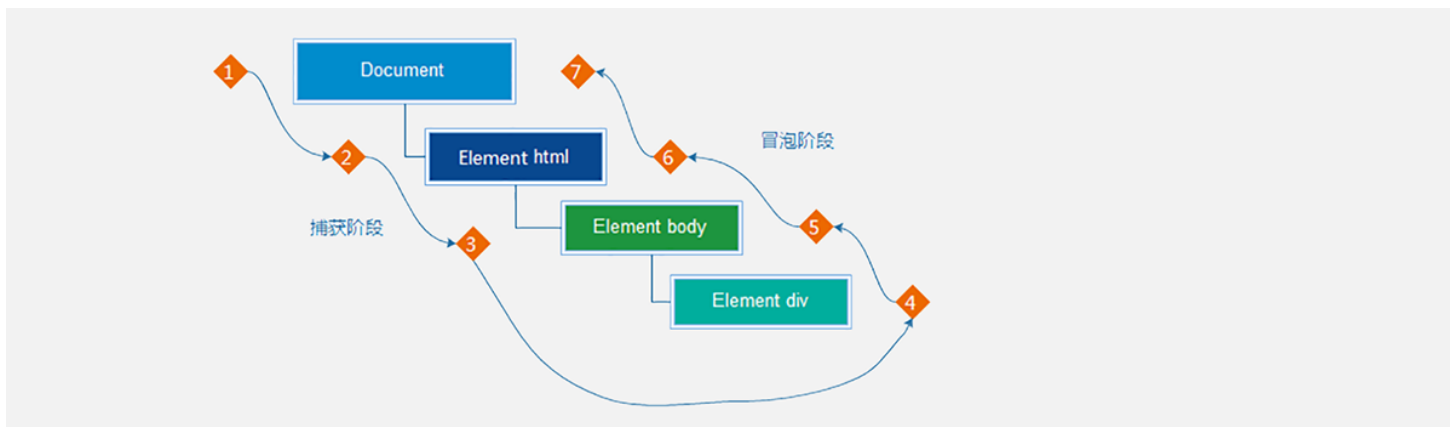 1
Document
7
2
Element html
6
冒泡阶段
捕获阶段
3
Element body
5
Element div
4